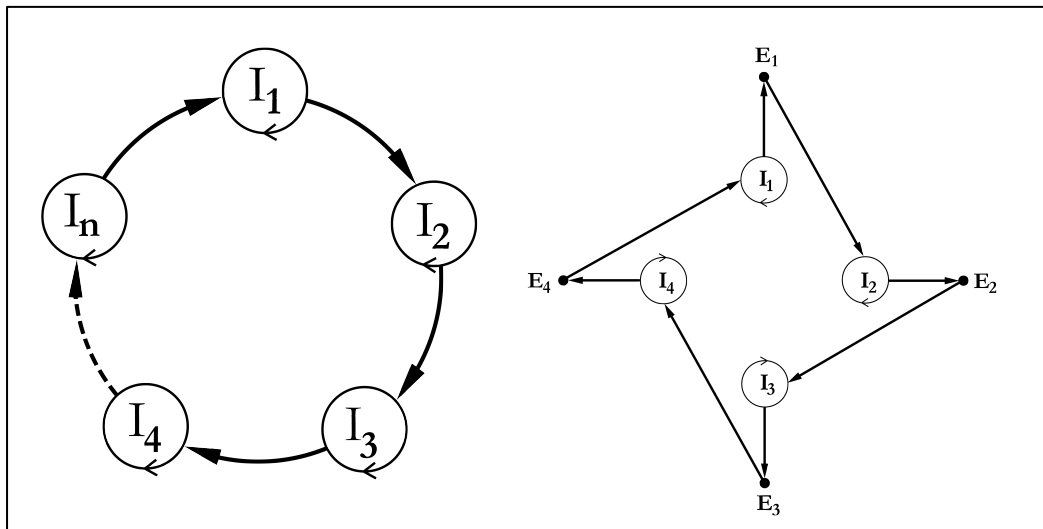 I₁
I₂
I₃
I₄
Iₙ
E₁
I₁
I₂
E₂
I₃
E₃
I₄
E₄